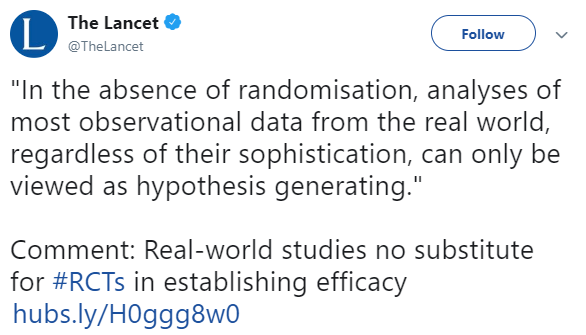 The Lancet
@TheLancet
Follow
"In the absence of randomisation, analyses of
most observational data from the real world,
regardless of their sophistication, can only be
viewed as hypothesis generating."
Comment: Real-world studies no substitute
for #RCTs in establishing efficacy
hubs.ly/H0ggg8w0